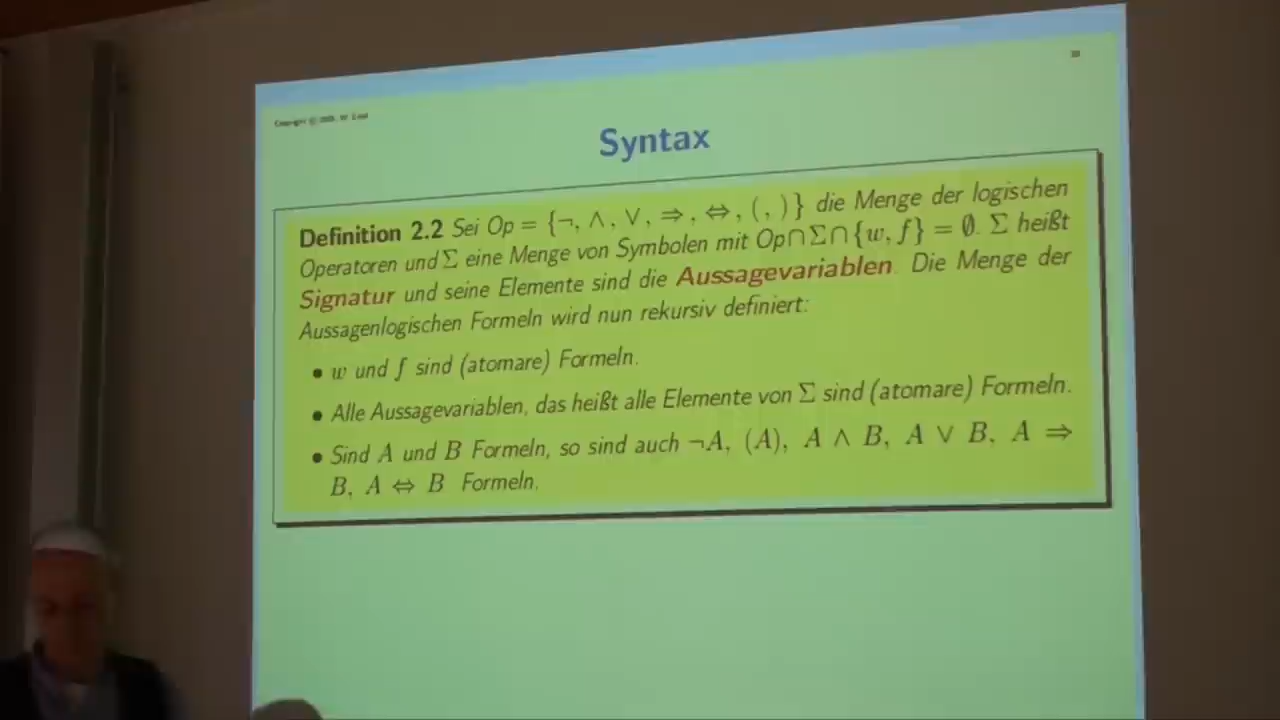 Copyright ©
Syntax
Definition 2.2 Sei Op = {¬, ∧, ∨, ⇒, ⇔, (, )} die Menge der logischen
Operatoren und Σ eine Menge von Symbolen mit Op∩Σ∩{w, f} = ∅. Σ heißt
Signatur und seine Elemente sind die Aussagevariablen. Die Menge der
Aussagenlogischen Formeln wird nun rekursiv definiert:
• w und f sind (atomare) Formeln.
• Alle Aussagevariablen, das heißt alle Elemente von Σ sind (atomare) Formeln.
• Sind A und B Formeln, so sind auch ¬A, (A), A ∧ B, A ∨ B, A ⇒
B, A ⇔ B Formeln.